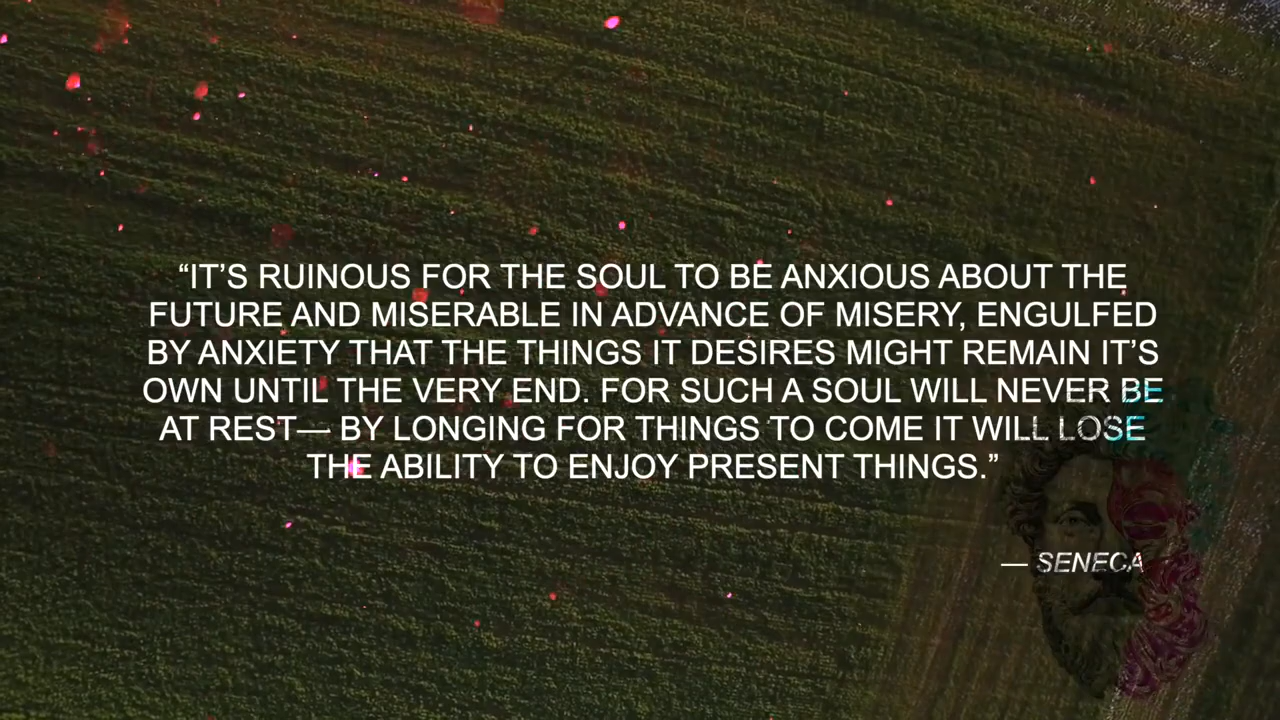 “IT’S RUINOUS FOR THE SOUL TO BE ANXIOUS ABOUT THE
FUTURE AND MISERABLE IN ADVANCE OF MISERY, ENGULFED
BY ANXIETY THAT THE THINGS IT DESIRES MIGHT REMAIN IT’S
OWN UNTIL THE VERY END. FOR SUCH A SOUL WILL NEVER BE
AT REST— BY LONGING FOR THINGS TO COME IT WILL LOSE
THE ABILITY TO ENJOY PRESENT THINGS.”
— SENECA